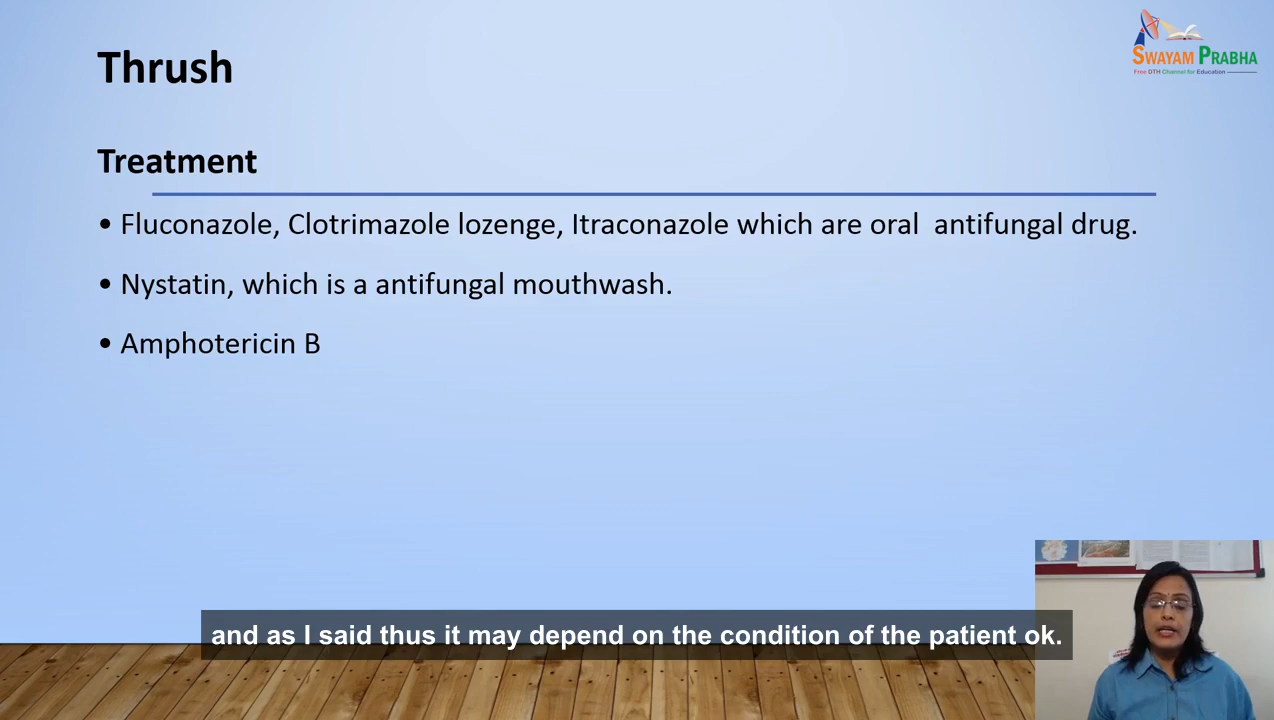 SWAYAM PRABHA
Free DTH Channel for Education
Thrush
Treatment
• Fluconazole, Clotrimazole lozenge, Itraconazole which are oral  antifungal drug.
• Nystatin, which is a antifungal mouthwash.
• Amphotericin B
and as I said thus it may depend on the condition of the patient ok.